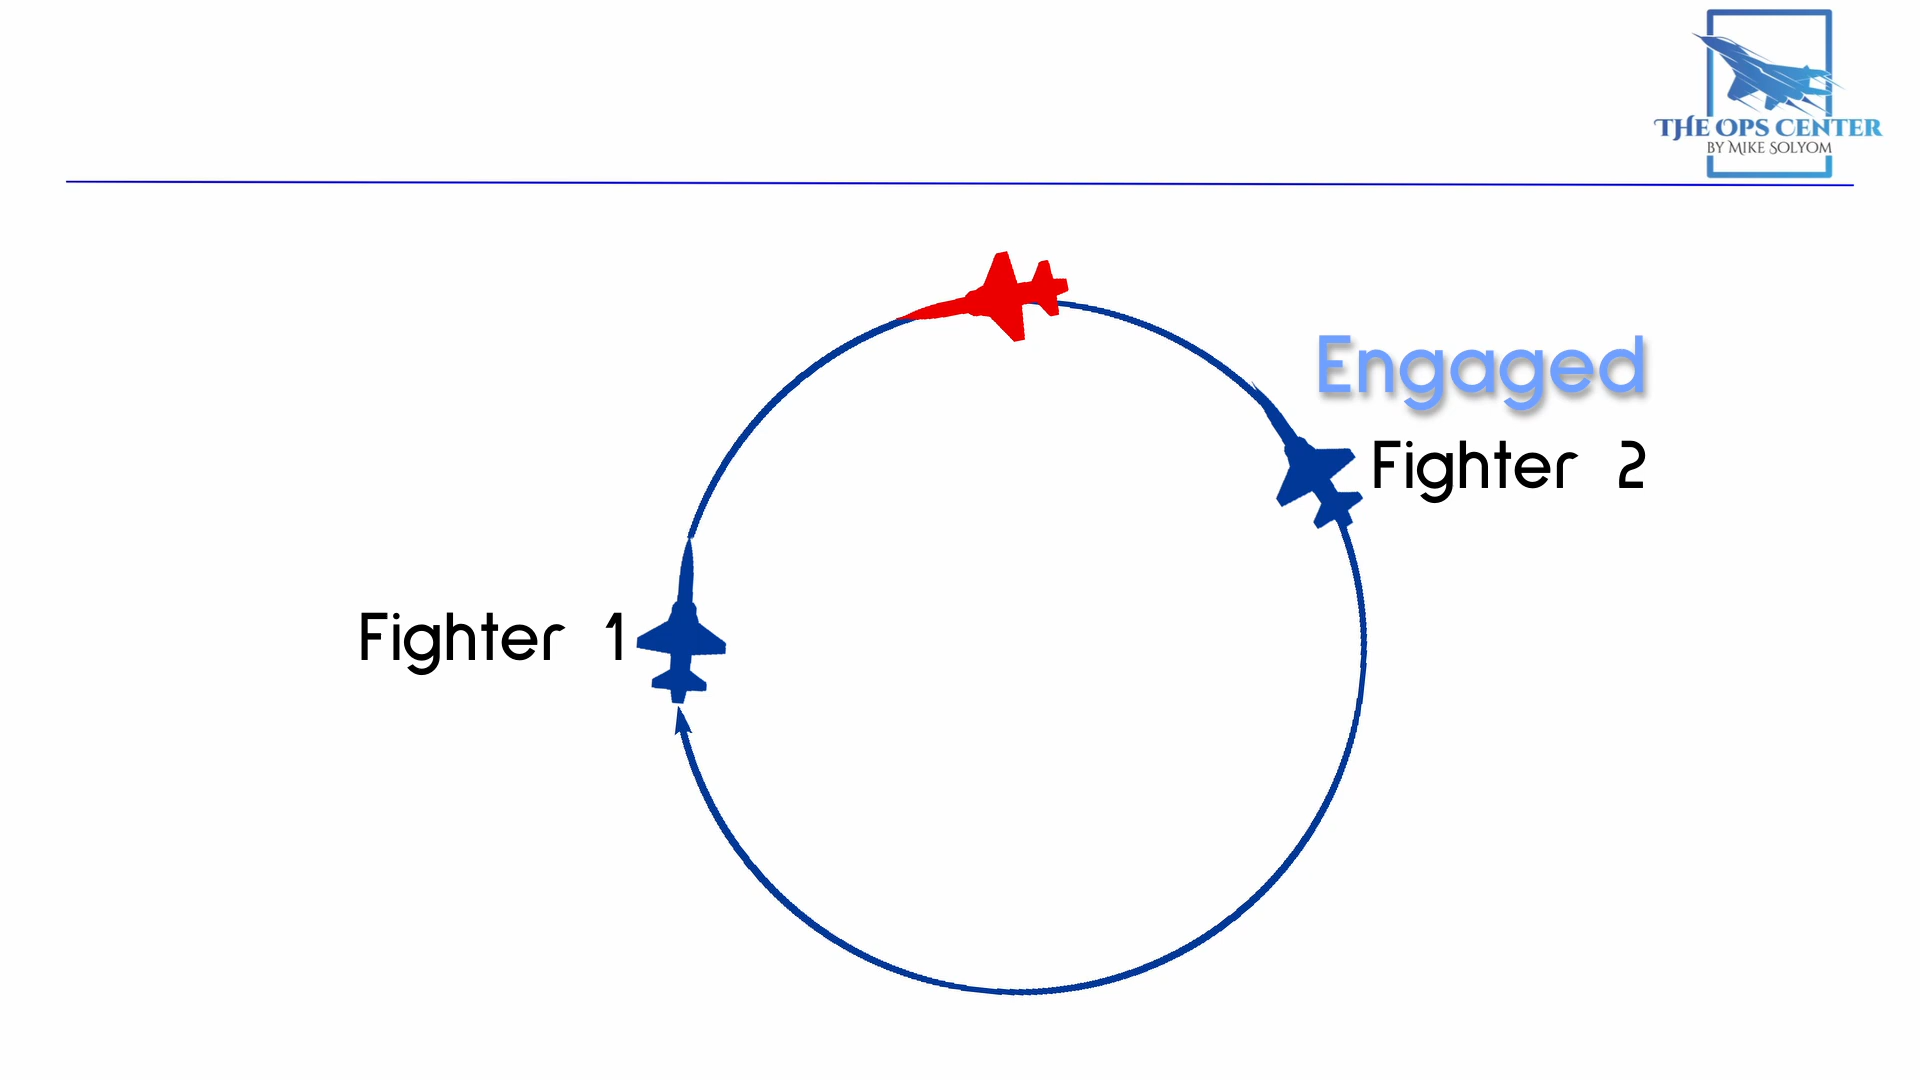 THE OPS CENTER
BY MIKE SOLYOM
Engaged
Fighter 2
Fighter 1